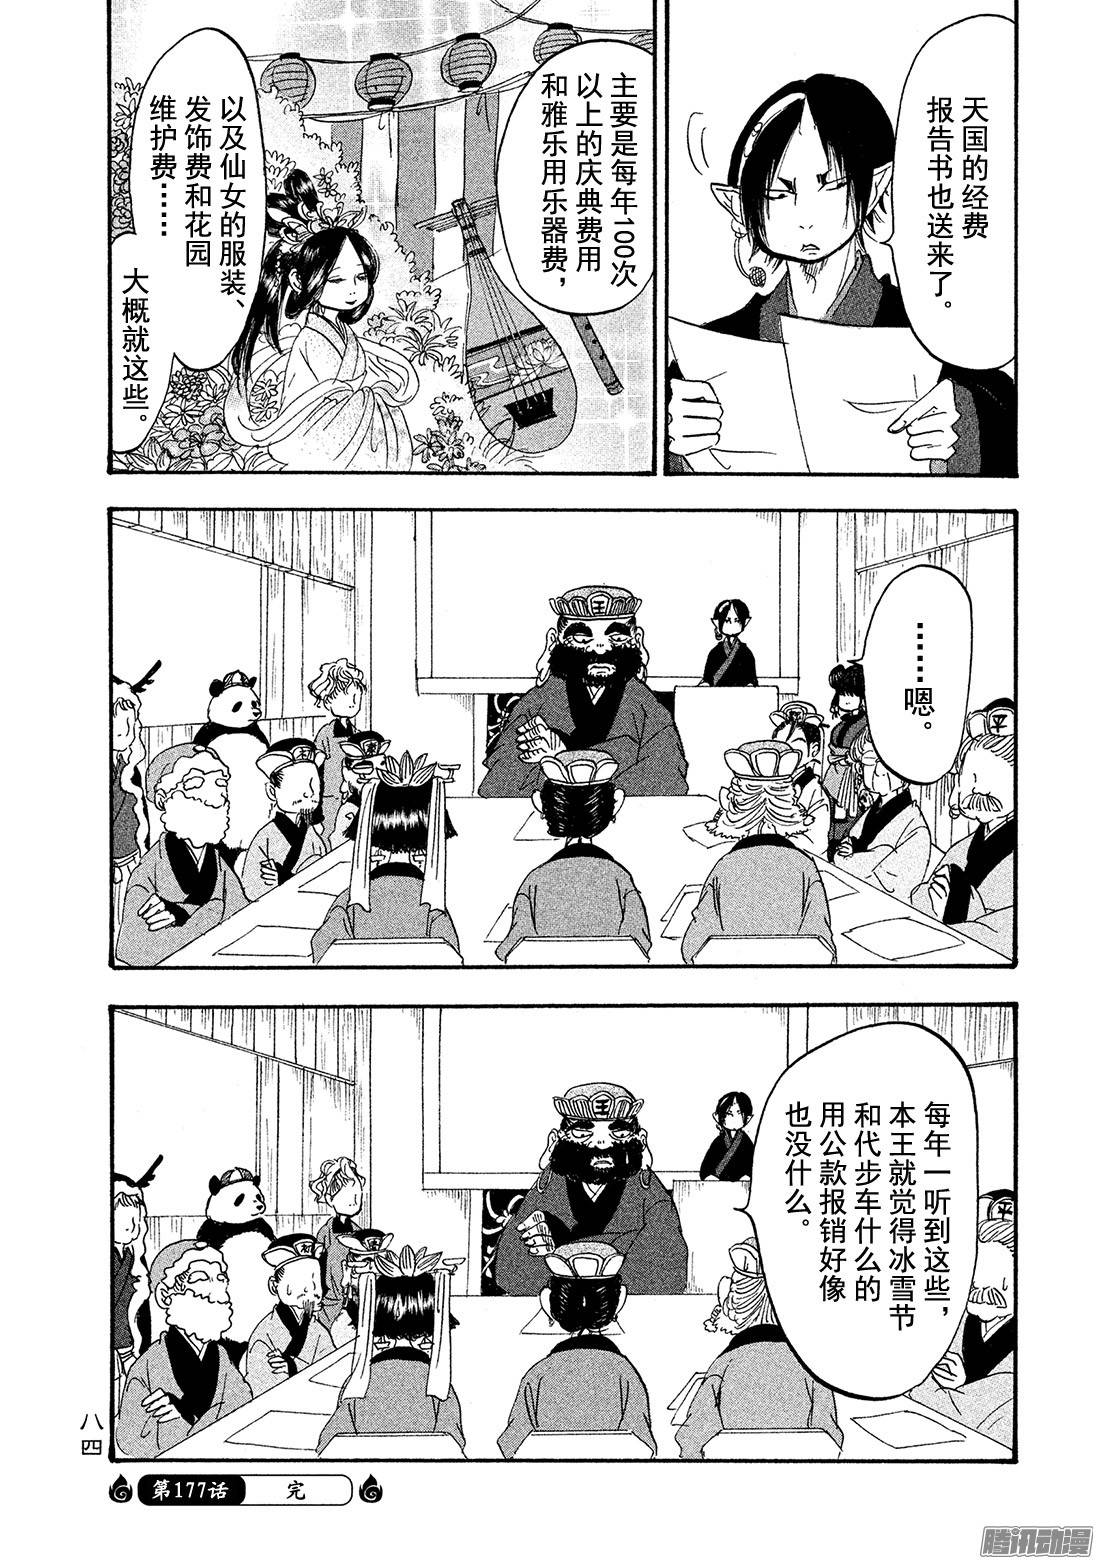 天国的经费
报告书也送来了。
主要是每年100次
以上的庆典费用
和雅乐用乐器费，
以及仙女的服装、
发饰费和花园
维护费……
大概就这些。
……嗯。
每年一听到这些，
本王就觉得冰雪节
和代步车什么的
用公款报销好像
也没什么。
八四
第177话
完
腾讯动漫